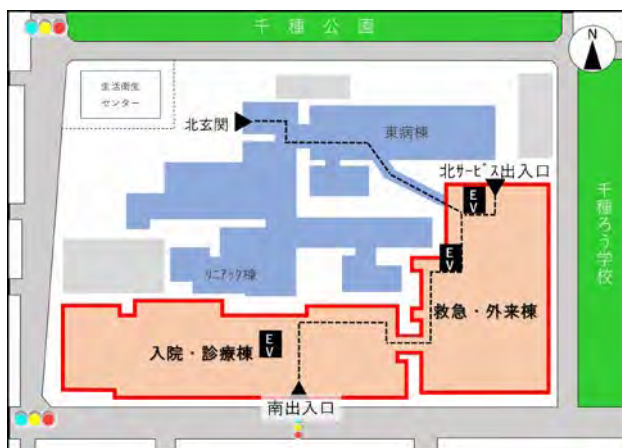 千種公園
N
生活衛生
センター
北玄関
東病棟
北ｻｰﾋﾞｽ出入口
EV
千種ろう学校
EV
ﾘﾆｱｯｸ棟
救急・外来棟
入院・診療棟
EV
南出入口